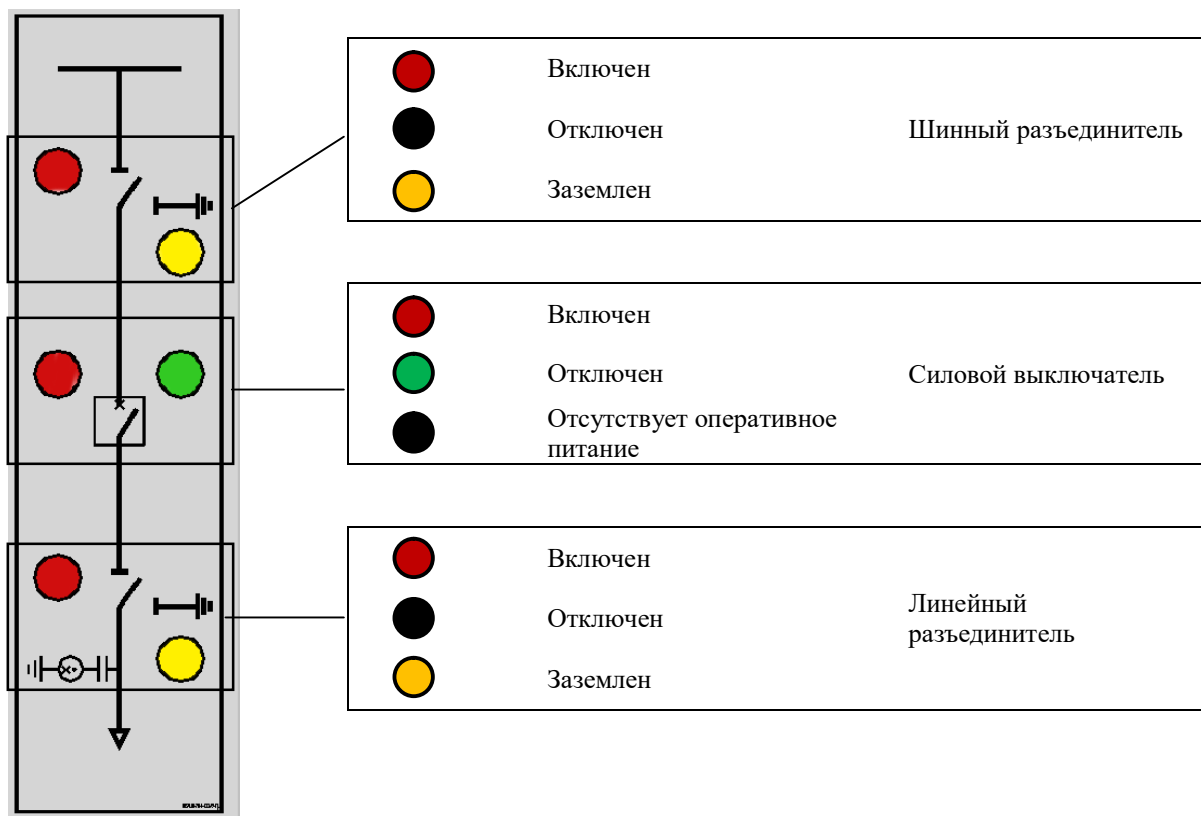 Включен
Отключен
Шинный разъединитель
Заземлен
Включен
Отключен
Силовой выключатель
Отсутствует оперативное
питание
Включен
Отключен
Линейный
разъединитель
Заземлен